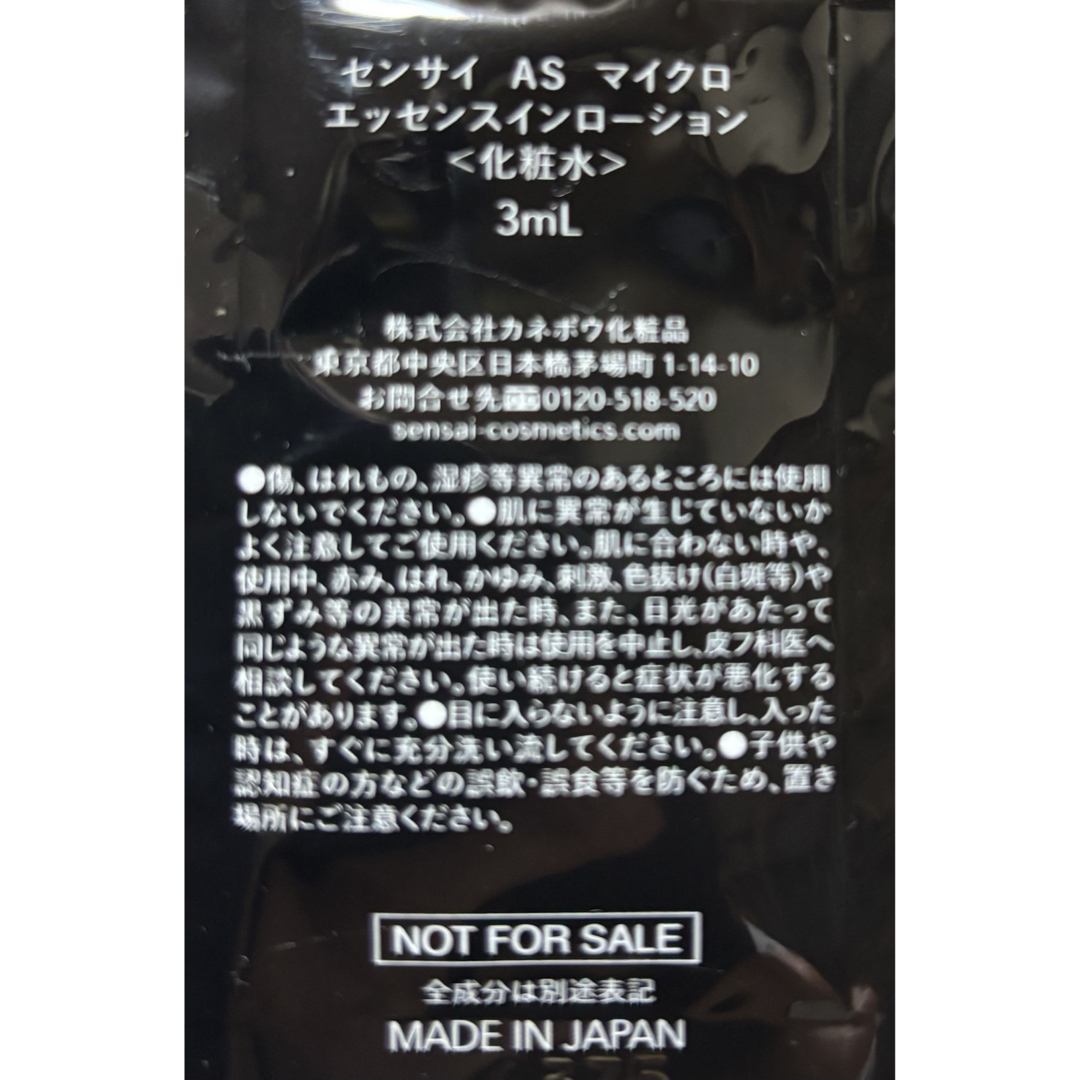 センサイ AS マイクロ
エッセンスインローション
<化粧水>
3mL
株式会社カネボウ化粧品
東京都中央区日本橋茅場町1-14-10
お問合せ先 0120-518-520
sensai-cosmetics.com
●傷、はれもの、湿疹等異常のあるところには使用
しないでください。●肌に異常が生じていないか
よく注意してご使用ください。肌に合わない時や、
使用中、赤み、はれ、かゆみ、刺激、色抜け(白斑等)や
黒ずみ等の異常が出た時、また、日光があたって
同じような異常が出た時は使用を中止し、皮フ科医へ
相談してください。使い続けると症状が悪化する
ことがあります。●目に入らないように注意し、入った
時は、すぐに充分洗い流してください。●子供や
認知症の方などの誤飲・誤食等を防ぐため、置き
場所にご注意ください。
NOT FOR SALE
全成分は別途表記
MADE IN JAPAN